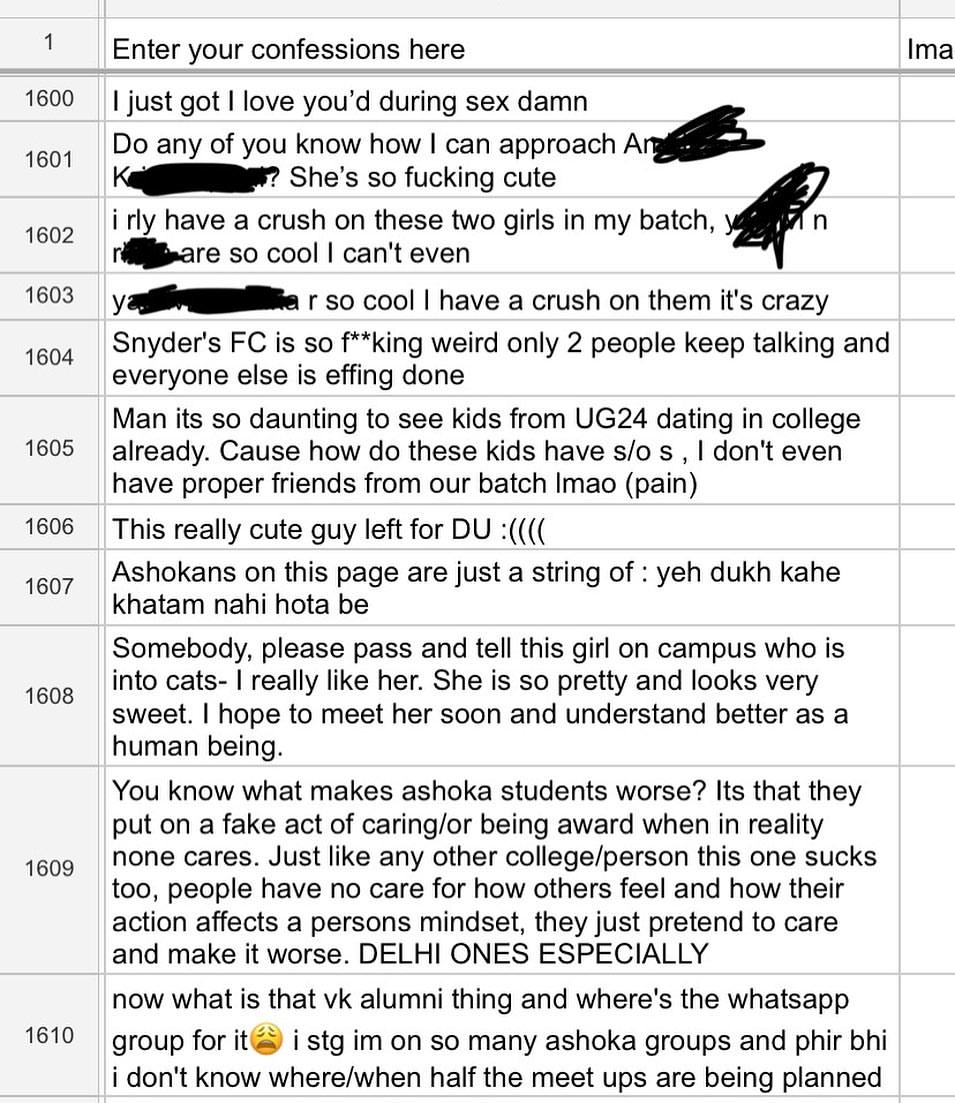 1
Enter your confessions here
Ima
1600
I just got I love you’d during sex damn
1601
Do any of you know how I can approach
? She’s so fucking cute
1602
i rly have a crush on these two girls in my batch,
n
are so cool I can't even
1603
r so cool I have a crush on them it's crazy
1604
Snyder's FC is so f**king weird only 2 people keep talking and
everyone else is effing done
1605
Man its so daunting to see kids from UG24 dating in college
already. Cause how do these kids have s/o s , I don't even
have proper friends from our batch lmao (pain)
1606
This really cute guy left for DU :((((
1607
Ashokans on this page are just a string of : yeh dukh kahe
khatam nahi hota be
1608
Somebody, please pass and tell this girl on campus who is
into cats- I really like her. She is so pretty and looks very
sweet. I hope to meet her soon and understand better as a
human being.
1609
You know what makes ashoka students worse? Its that they
put on a fake act of caring/or being award when in reality
none cares. Just like any other college/person this one sucks
too, people have no care for how others feel and how their
action affects a persons mindset, they just pretend to care
and make it worse. DELHI ONES ESPECIALLY
1610
now what is that vk alumni thing and where's the whatsapp
group for it😩 i stg im on so many ashoka groups and phir bhi
i don't know where/when half the meet ups are being planned